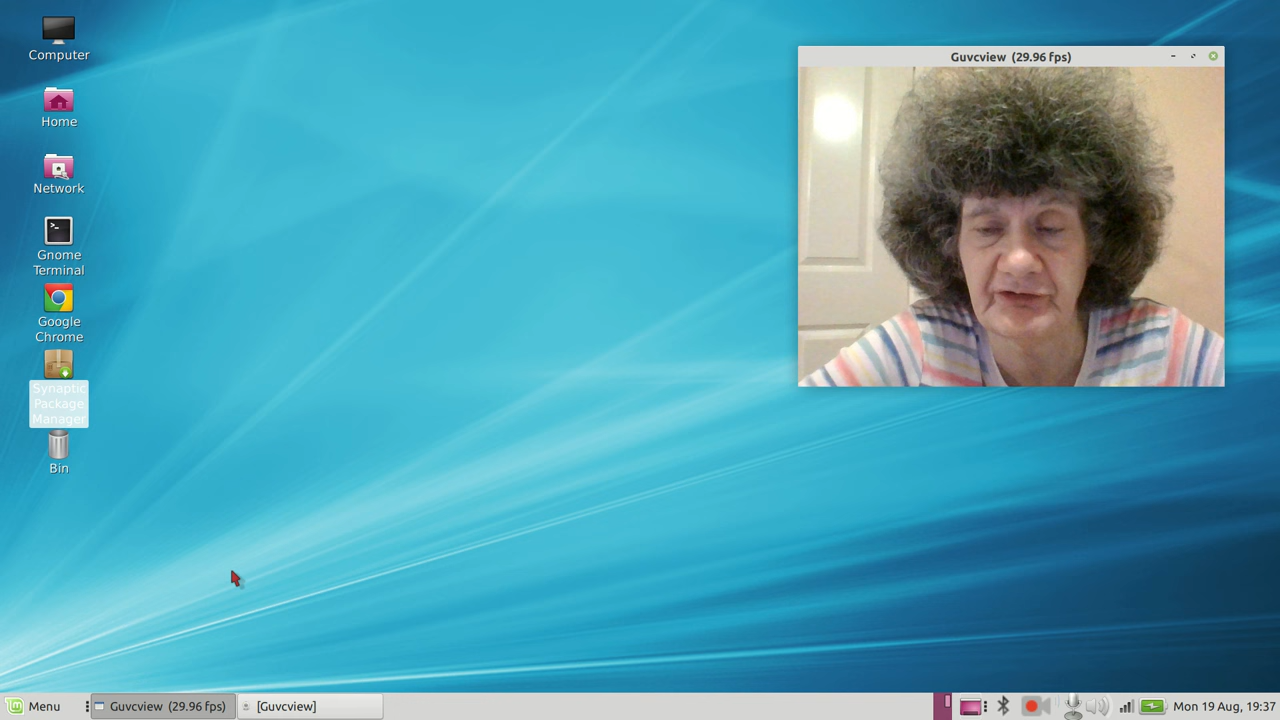 Computer
Home
Network
Gnome
Terminal
Google
Chrome
Synaptic
Package
Manager
Bin
Guvcview (29.96 fps)
Menu
Guvcview (29.96 fps)
[Guvcview]
Mon 19 Aug, 19:37